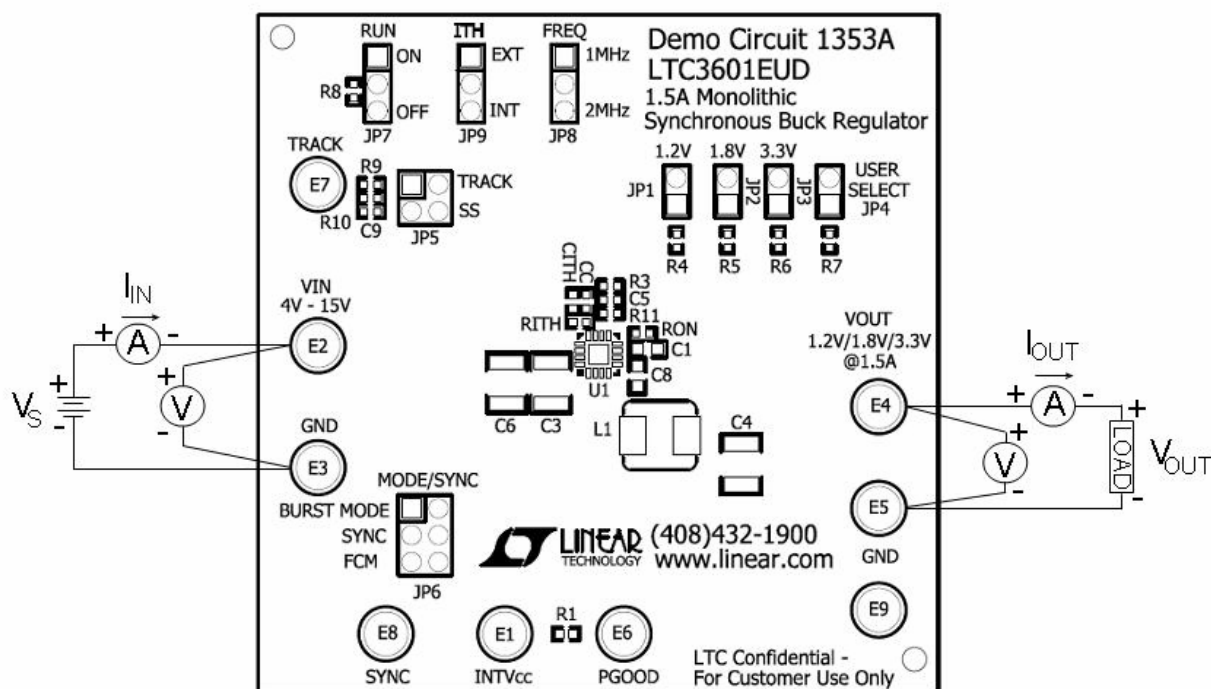 RUN
ON
OFF
R8
JP7
ITH
EXT
INT
JP9
FREQ
1MHz
2MHz
JP8
Demo Circuit 1353A
LTC3601EUD
1.5A Monolithic
Synchronous Buck Regulator
TRACK
E7
R9
R10
C9
TRACK
SS
JP5
1.2V
1.8V
3.3V
JP1
JP2
JP3
USER
SELECT
JP4
R4
R5
R6
R7
CITH
CC
R3
C5
R11
RITH
RON
C1
C8
U1
C6
C3
L1
C4
VIN
4V - 15V
E2
GND
E3
IIN
+ A -
+
VS
-
+
V
-
VOUT
1.2V/1.8V/3.3V
@1.5A
E4
E5
GND
E9
IOUT
+ A -
+
V
-
+
LOAD
-
VOUT
MODE/SYNC
BURST MODE
SYNC
FCM
JP6
LINEAR
TECHNOLOGY
(408)432-1900
www.linear.com
E8
SYNC
E1
INTVcc
R1
E6
PGOOD
LTC Confidential -
For Customer Use Only